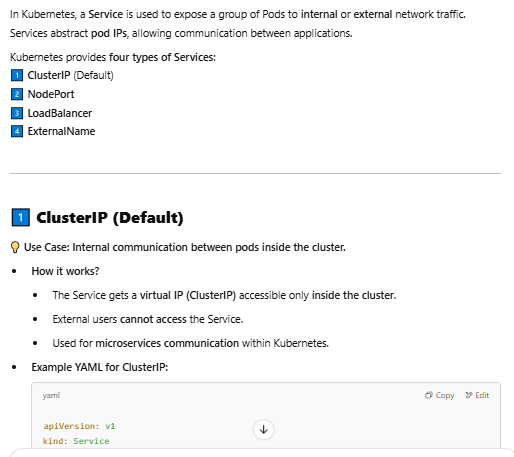 In Kubernetes, a Service is used to expose a group of Pods to internal or external network traffic.
Services abstract pod IPs, allowing communication between applications.
Kubernetes provides four types of Services:
1 ClusterIP (Default)
2 NodePort
3 LoadBalancer
4 ExternalName
1 ClusterIP (Default)
💡 Use Case: Internal communication between pods inside the cluster.
• How it works?
• The Service gets a virtual IP (ClusterIP) accessible only inside the cluster.
• External users cannot access the Service.
• Used for microservices communication within Kubernetes.
• Example YAML for ClusterIP:
yaml Copy Edit
apiVersion: v1
kind: Service